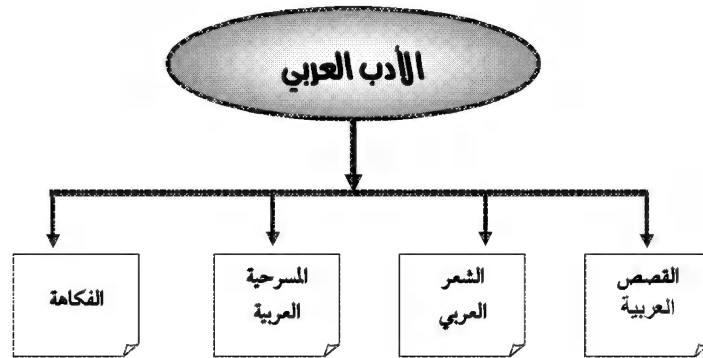 الأدب العربي
القصص
العربية
الشعر
العربي
المسرحية
العربية
الفكاهة